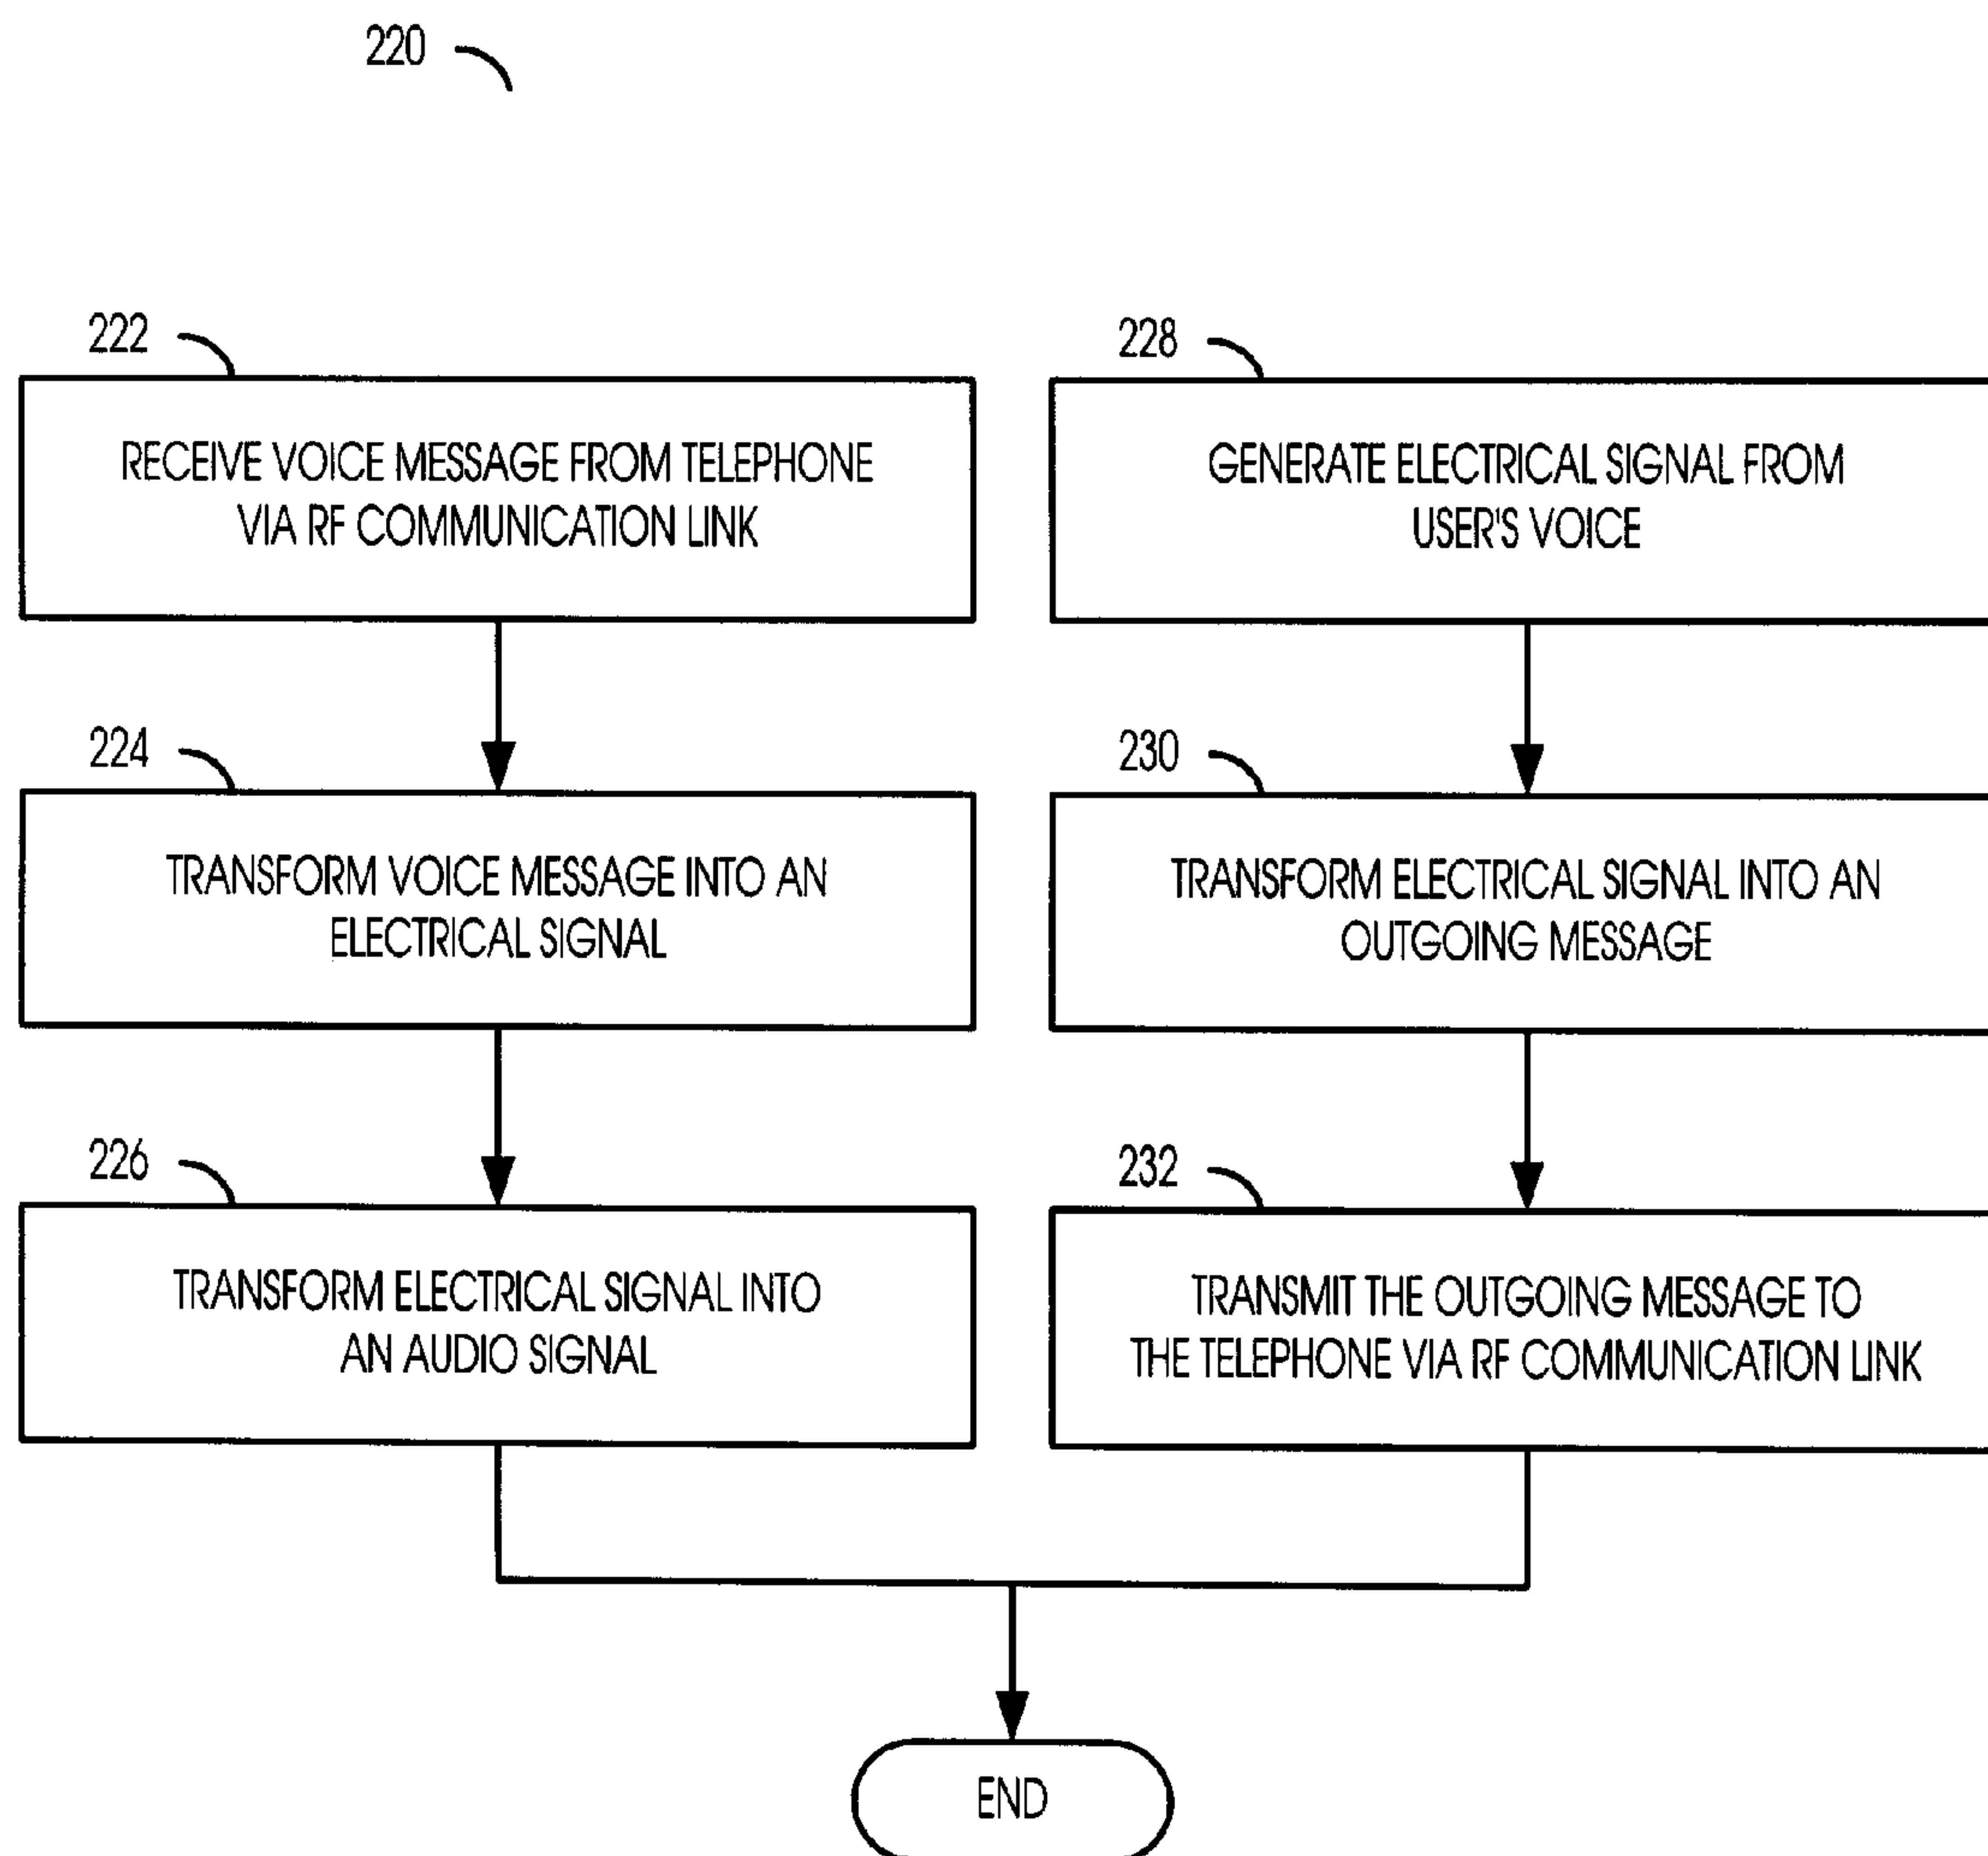 220
222
RECEIVE VOICE MESSAGE FROM TELEPHONE
VIA RF COMMUNICATION LINK
224
TRANSFORM VOICE MESSAGE INTO AN
ELECTRICAL SIGNAL
226
TRANSFORM ELECTRICAL SIGNAL INTO
AN AUDIO SIGNAL
228
GENERATE ELECTRICAL SIGNAL FROM
USER'S VOICE
230
TRANSFORM ELECTRICAL SIGNAL INTO AN
OUTGOING MESSAGE
232
TRANSMIT THE OUTGOING MESSAGE TO
THE TELEPHONE VIA RF COMMUNICATION LINK
END